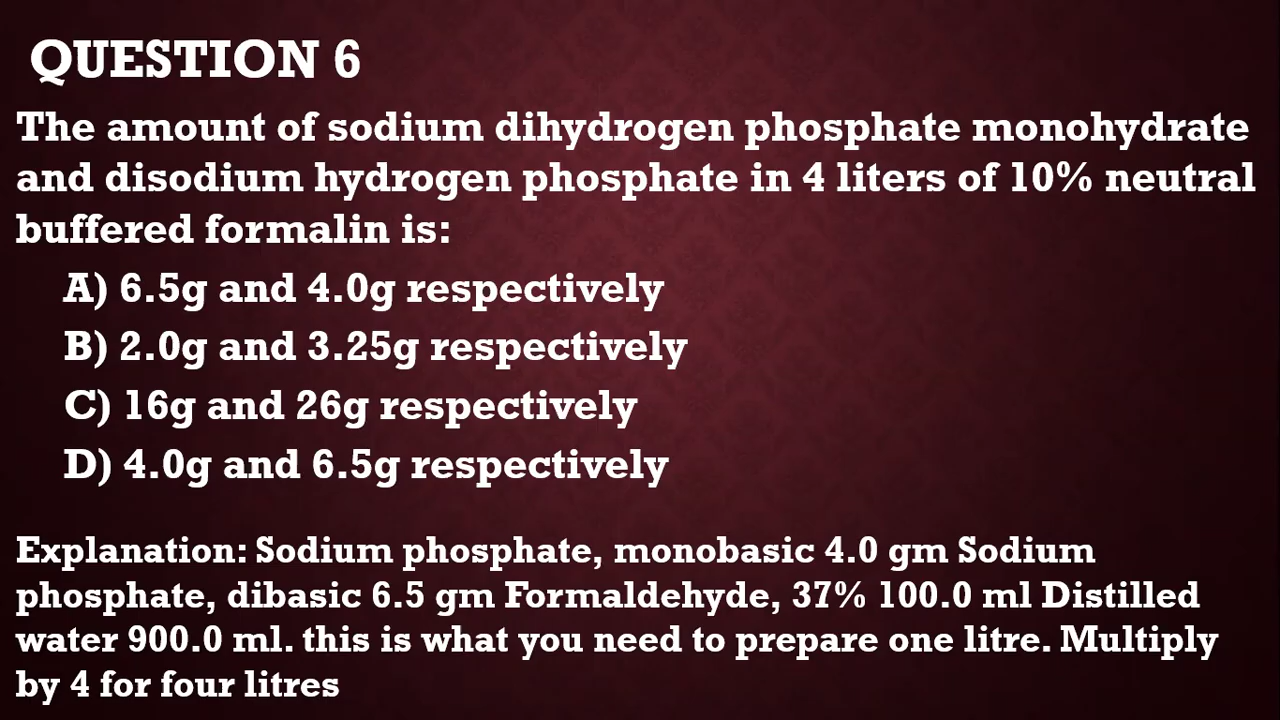 QUESTION 6
The amount of sodium dihydrogen phosphate monohydrate
and disodium hydrogen phosphate in 4 liters of 10% neutral
buffered formalin is:
A) 6.5g and 4.0g respectively
B) 2.0g and 3.25g respectively
C) 16g and 26g respectively
D) 4.0g and 6.5g respectively
Explanation: Sodium phosphate, monobasic 4.0 gm Sodium
phosphate, dibasic 6.5 gm Formaldehyde, 37% 100.0 ml Distilled
water 900.0 ml. this is what you need to prepare one litre. Multiply
by 4 for four litres